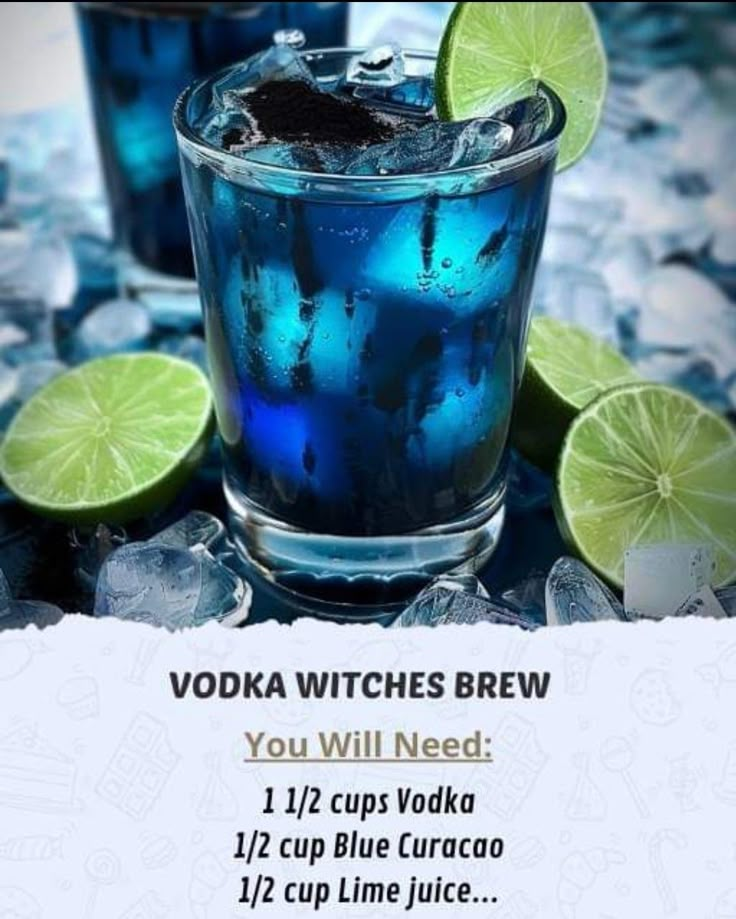 VODKA WITCHES BREW
You Will Need:
1 1/2 cups Vodka
1/2 cup Blue Curacao
1/2 cup Lime juice...